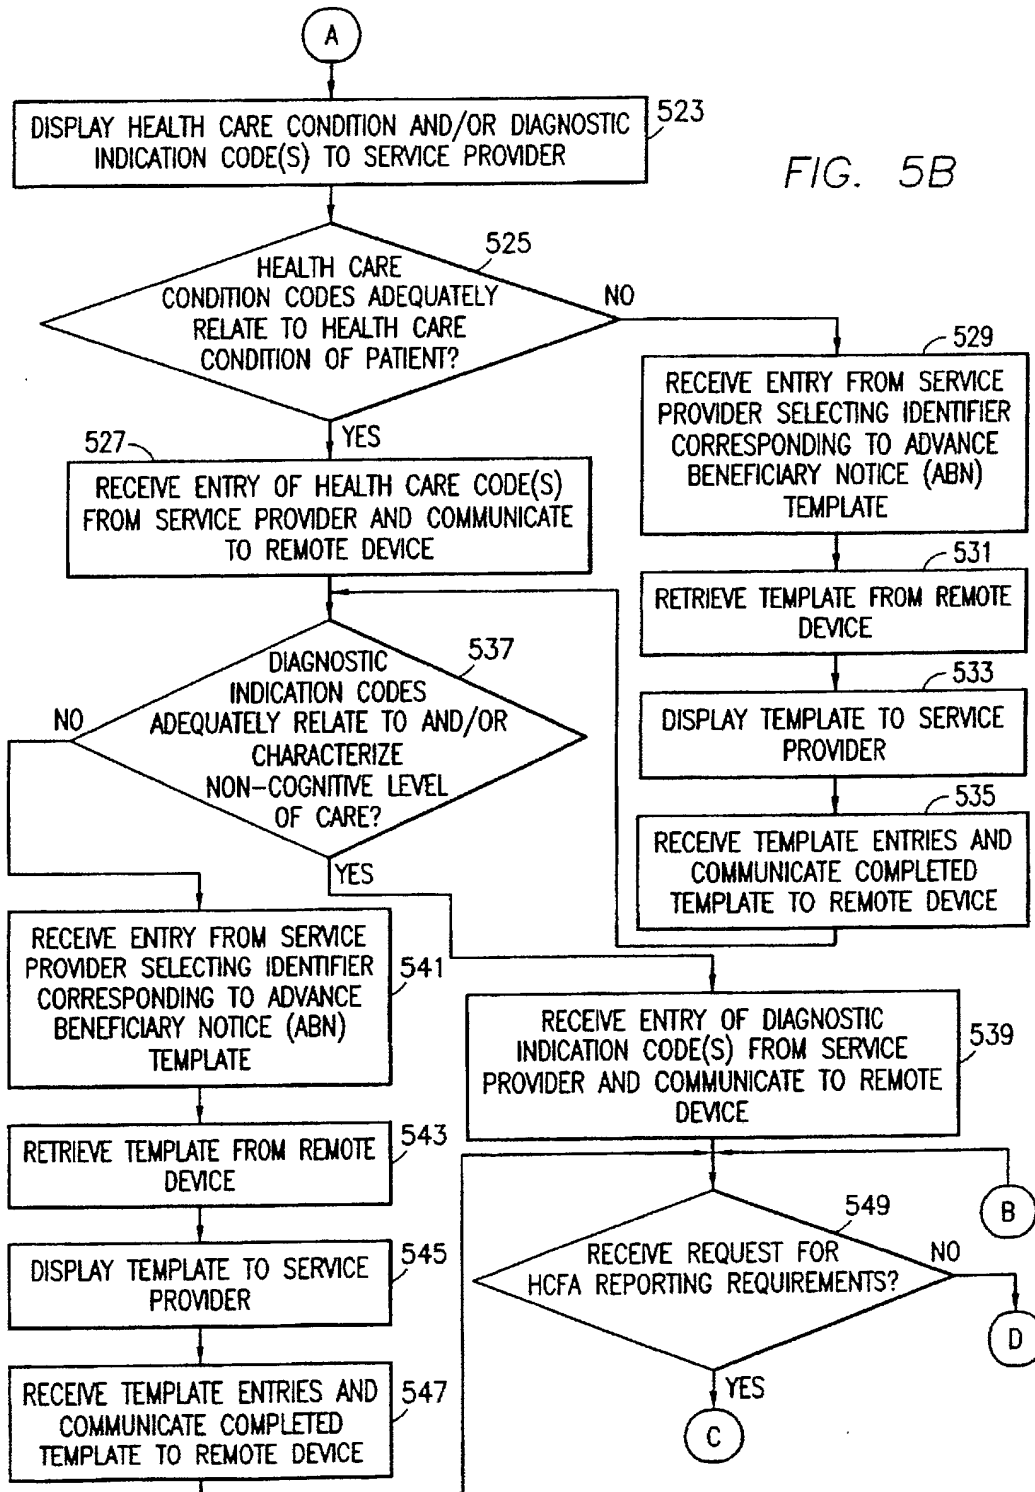 A
DISPLAY HEALTH CARE CONDITION AND/OR DIAGNOSTIC
INDICATION CODE(S) TO SERVICE PROVIDER
523
FIG. 5B
HEALTH CARE
CONDITION CODES ADEQUATELY
RELATE TO HEALTH CARE
CONDITION OF PATIENT?
525
NO
YES
527
RECEIVE ENTRY OF HEALTH CARE CODE(S)
FROM SERVICE PROVIDER AND COMMUNICATE
TO REMOTE DEVICE
529
RECEIVE ENTRY FROM SERVICE
PROVIDER SELECTING IDENTIFIER
CORRESPONDING TO ADVANCE
BENEFICIARY NOTICE (ABN)
TEMPLATE
531
RETRIEVE TEMPLATE FROM REMOTE
DEVICE
533
DISPLAY TEMPLATE TO SERVICE
PROVIDER
535
RECEIVE TEMPLATE ENTRIES AND
COMMUNICATE COMPLETED
TEMPLATE TO REMOTE DEVICE
537
DIAGNOSTIC
INDICATION CODES
ADEQUATELY RELATE TO AND/OR
CHARACTERIZE
NON-COGNITIVE LEVEL
OF CARE?
NO
YES
RECEIVE ENTRY FROM SERVICE
PROVIDER SELECTING IDENTIFIER
CORRESPONDING TO ADVANCE
BENEFICIARY NOTICE (ABN)
TEMPLATE
541
RECEIVE ENTRY OF DIAGNOSTIC
INDICATION CODE(S) FROM SERVICE
PROVIDER AND COMMUNICATE TO REMOTE
DEVICE
539
RETRIEVE TEMPLATE FROM REMOTE
DEVICE
543
B
DISPLAY TEMPLATE TO SERVICE
PROVIDER
545
RECEIVE REQUEST FOR
HCFA REPORTING REQUIREMENTS?
549
NO
D
YES
C
RECEIVE TEMPLATE ENTRIES AND
COMMUNICATE COMPLETED
TEMPLATE TO REMOTE DEVICE
547